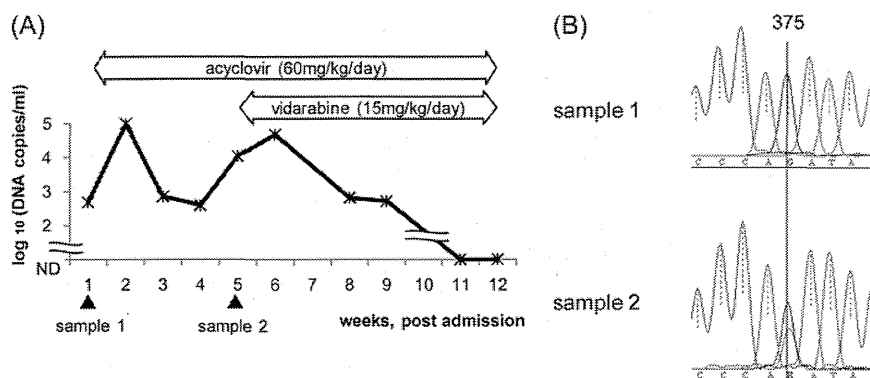 (A)
acyclovir (60mg/kg/day)
vidarabine (15mg/kg/day)
log 10 (DNA copies/ml)
5
4
3
2
ND
1 2 3 4 5 6 7 8 9 10 11 12
sample 1
sample 2
weeks, post admission
(B)
375
sample 1
C C C A G A T A
sample 2
C C C A R A T A